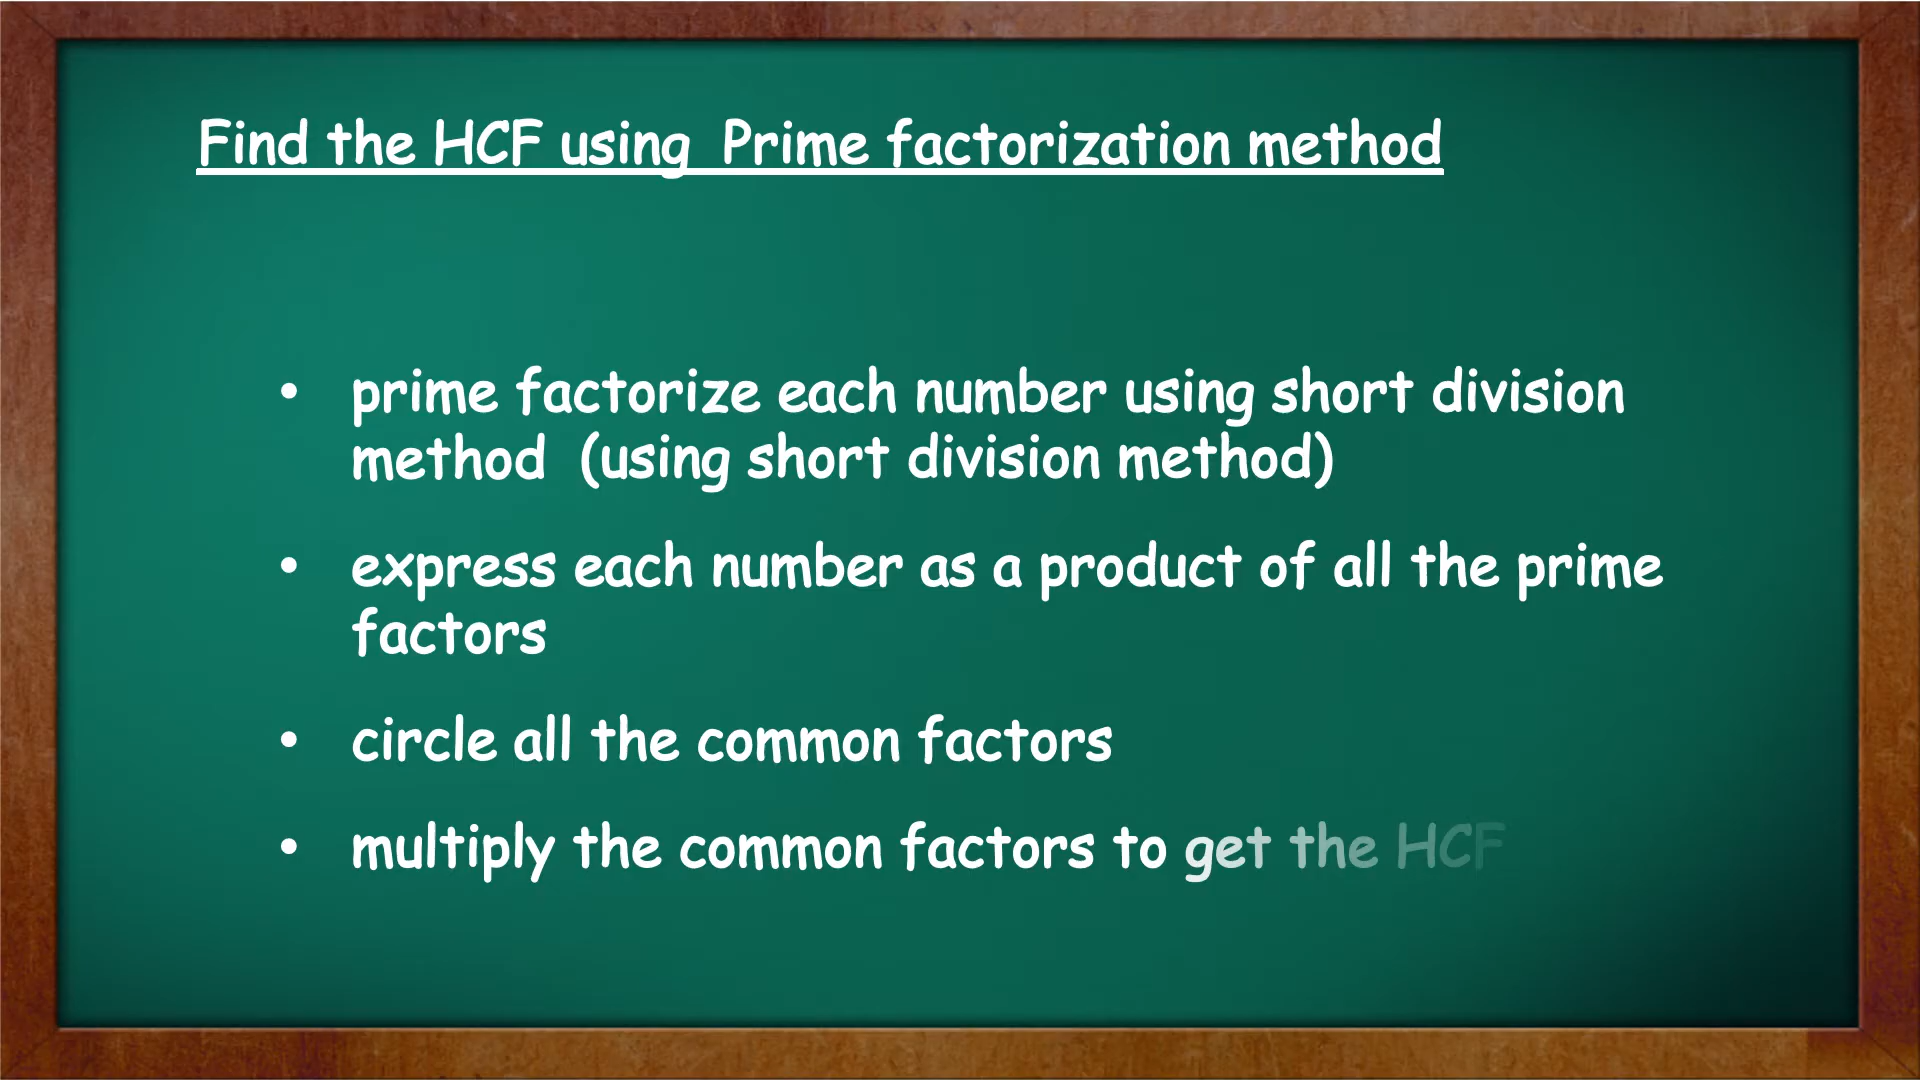 Find the HCF using  Prime factorization method
• prime factorize each number using short division
method  (using short division method)
• express each number as a product of all the prime
factors
• circle all the common factors
• multiply the common factors to get the HCF